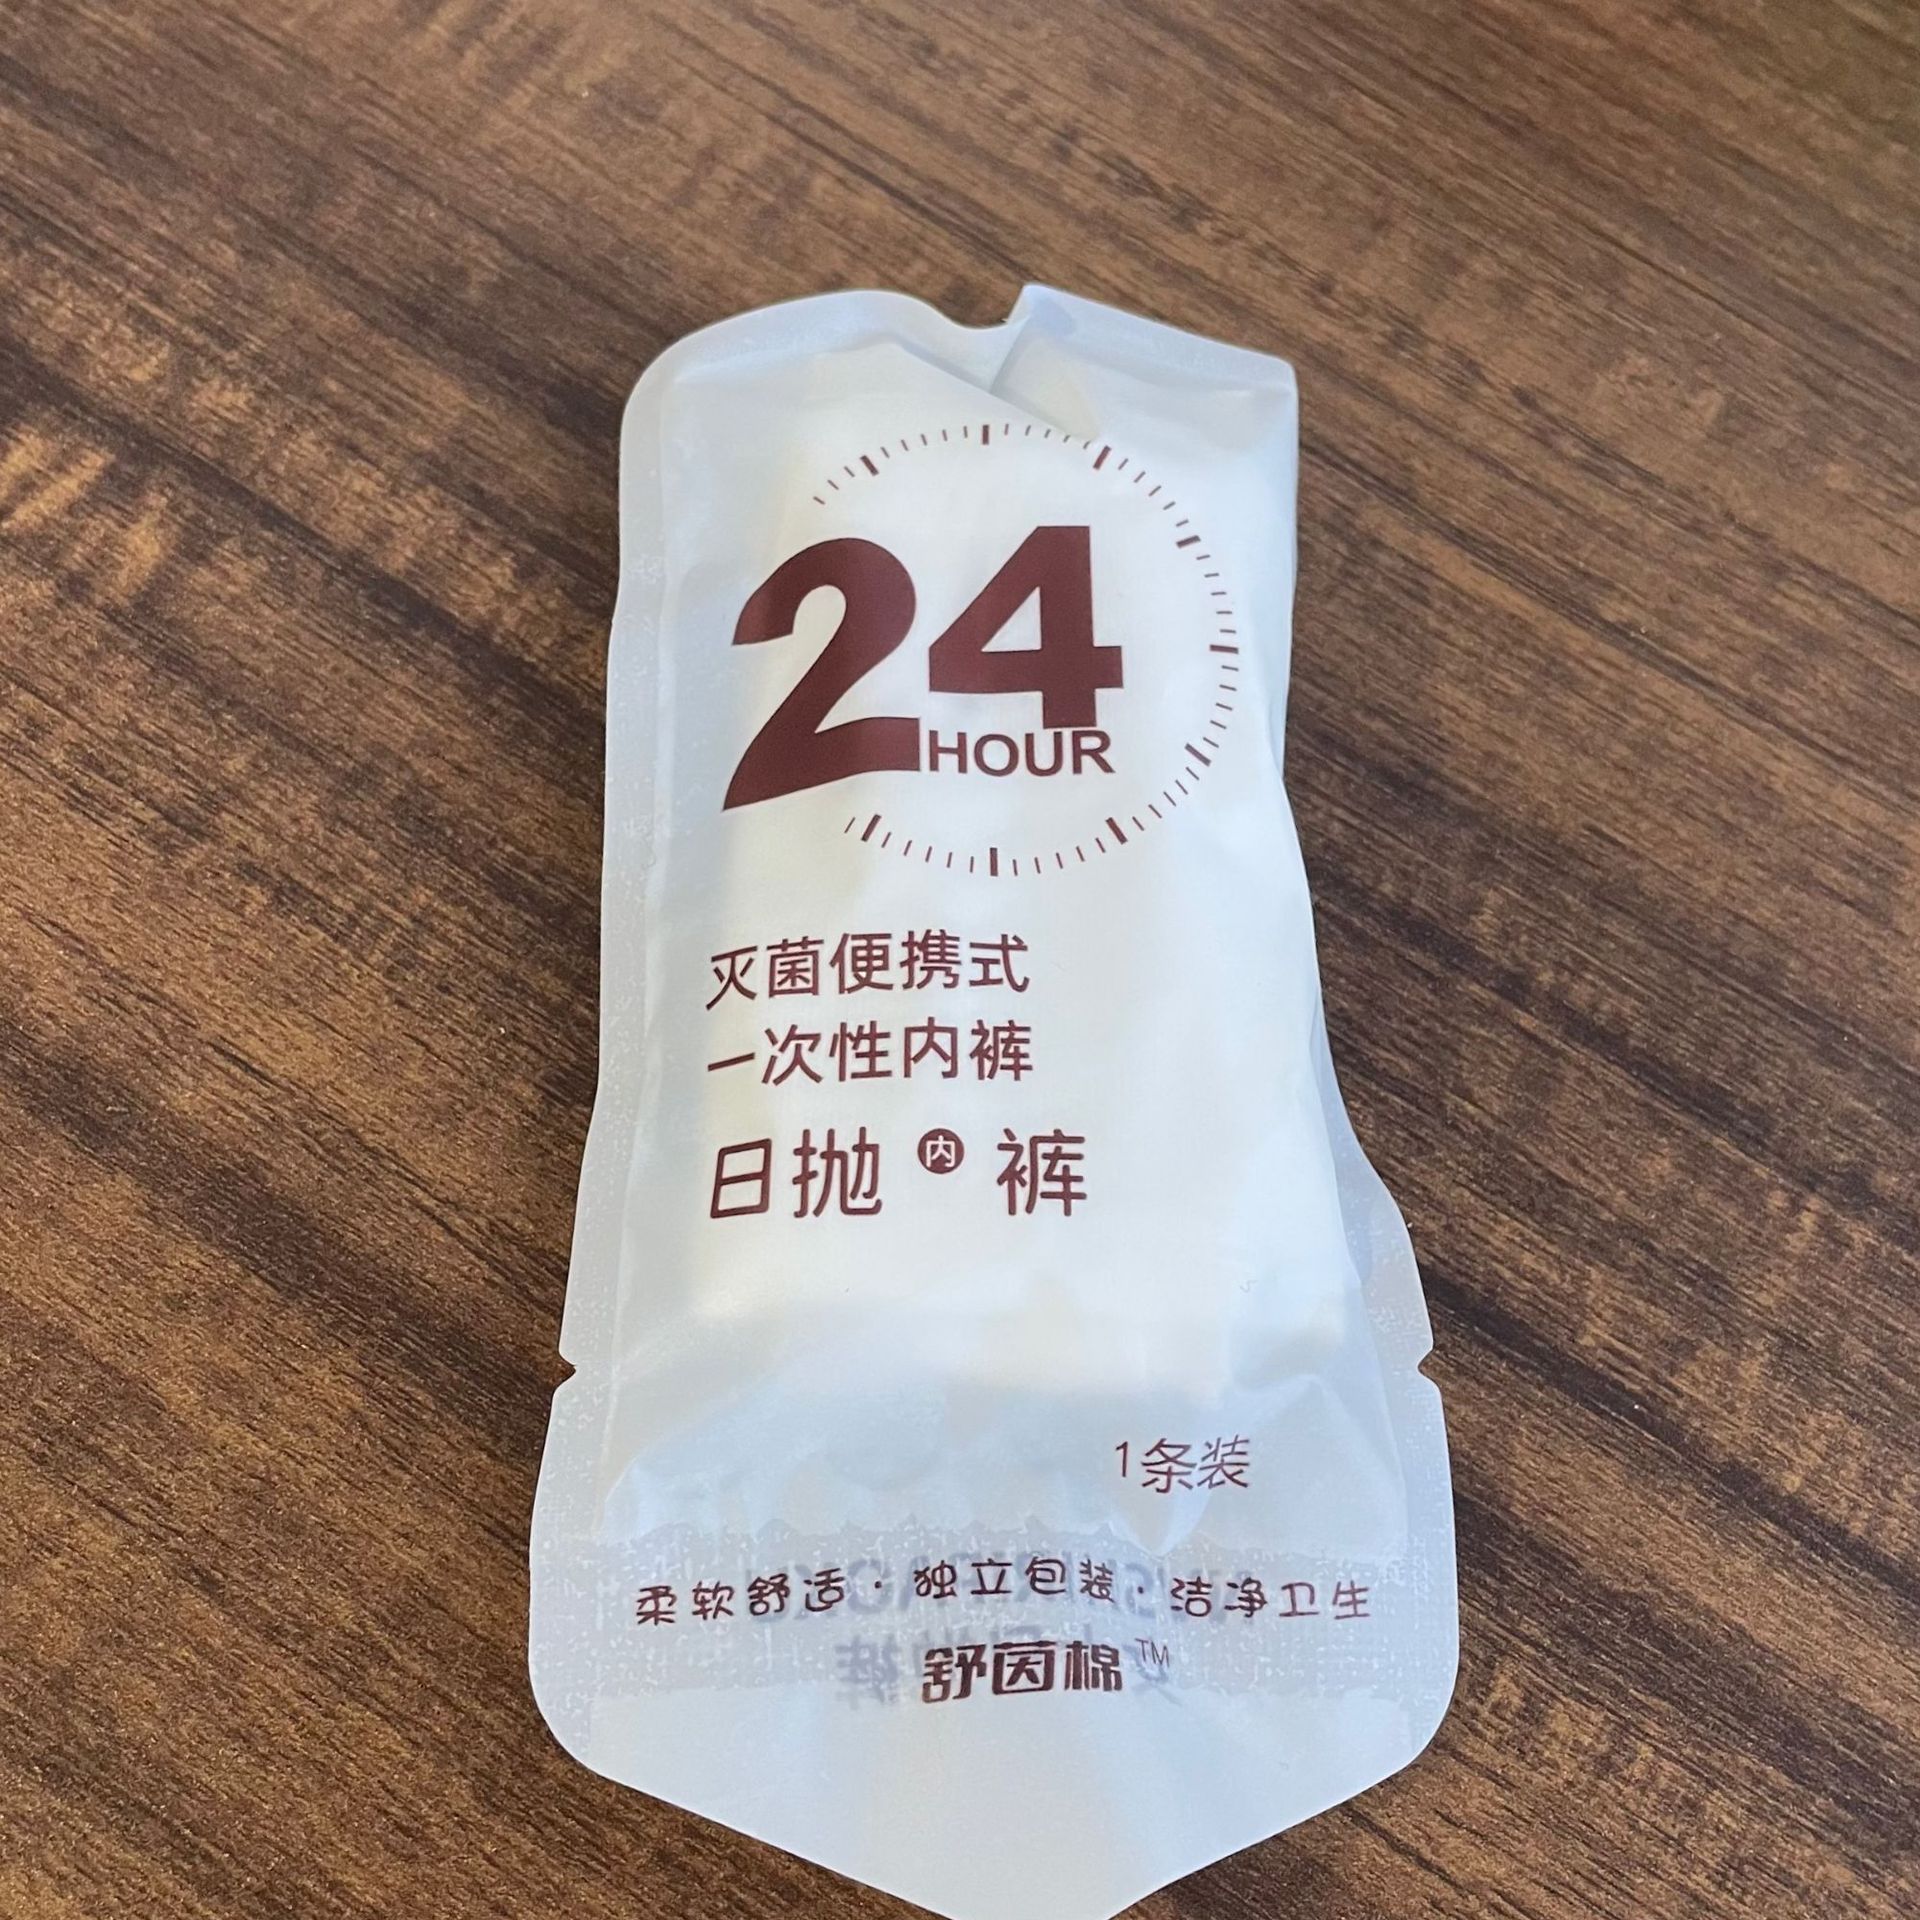 24
HOUR
灭菌便携式
一次性内裤
日抛内裤
1条装
柔软舒适·独立包装·洁净卫生
舒茵棉™